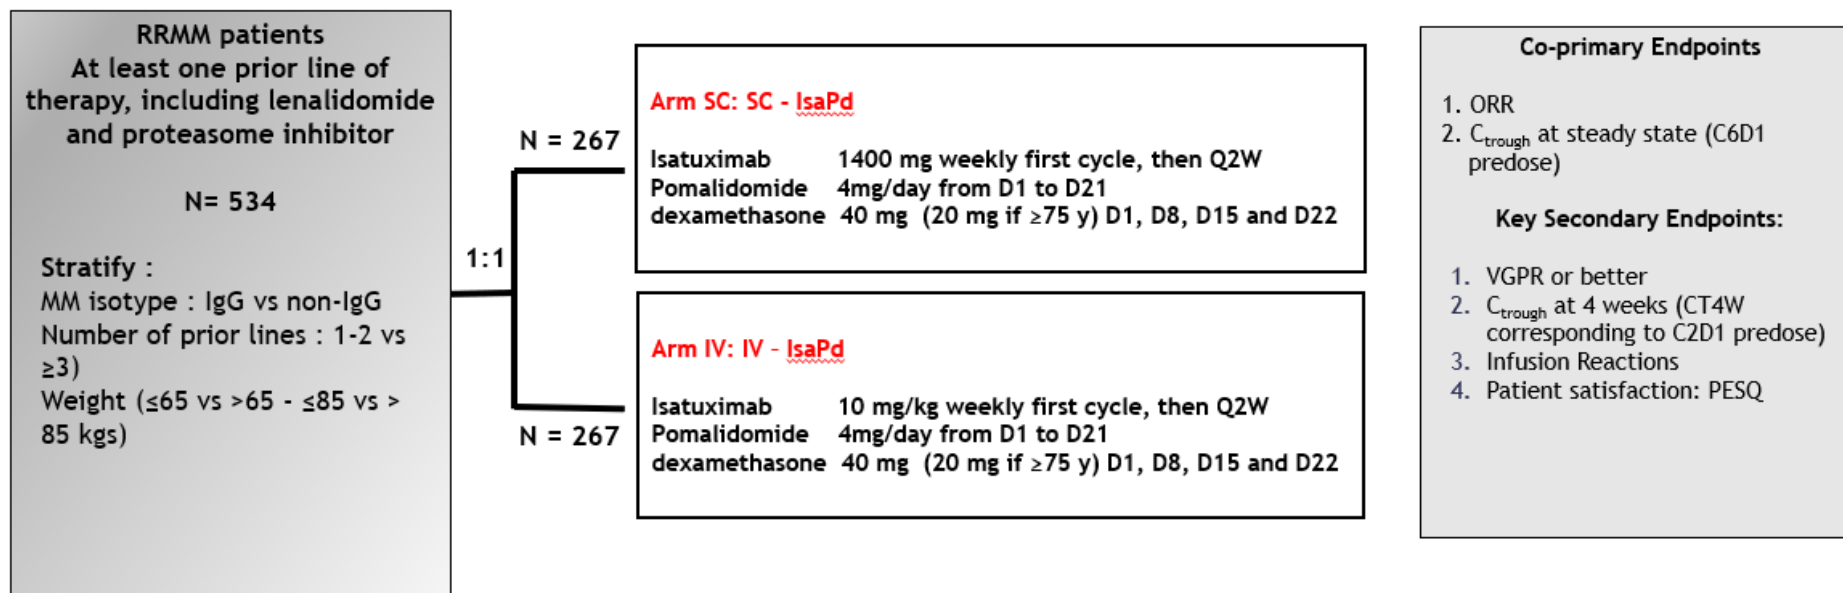 RRMM patients
At least one prior line of
therapy, including lenalidomide
and proteasome inhibitor
N= 534
Stratify :
MM isotype : IgG vs non-IgG
Number of prior lines : 1-2 vs
≥3)
Weight (≤65 vs >65 - ≤85 vs >
85 kgs)
1:1
N = 267
N = 267
Arm SC: SC - IsaPd
Isatuximab 1400 mg weekly first cycle, then Q2W
Pomalidomide 4mg/day from D1 to D21
dexamethasone 40 mg (20 mg if ≥75 y) D1, D8, D15 and D22
Arm IV: IV - IsaPd
Isatuximab 10 mg/kg weekly first cycle, then Q2W
Pomalidomide 4mg/day from D1 to D21
dexamethasone 40 mg (20 mg if ≥75 y) D1, D8, D15 and D22
Co-primary Endpoints
1. ORR
2. Ctrough at steady state (C6D1
predose)
Key Secondary Endpoints:
1. VGPR or better
2. Ctrough at 4 weeks (CT4W
corresponding to C2D1 predose)
3. Infusion Reactions
4. Patient satisfaction: PESQ